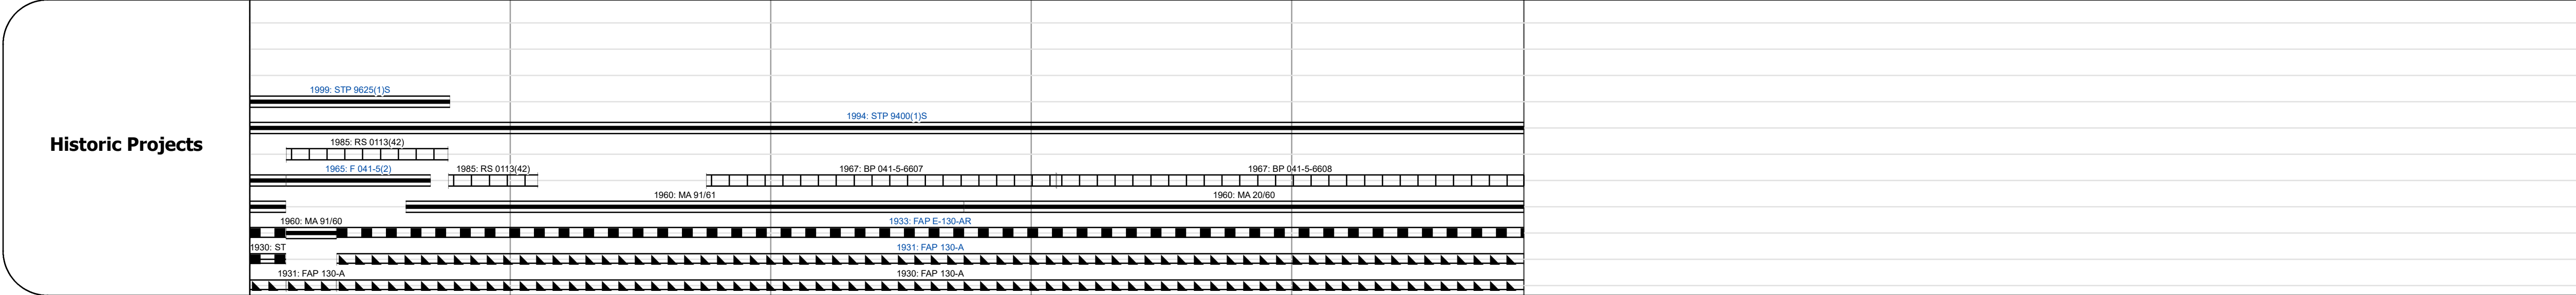 1999: STP 9625(1)S
1994: STP 9400(1)S
Historic Projects
1985: RS 0113(42)
1965: F 041-5(2)
1985: RS 0113(42)
1967: BP 041-5-6607
1967: BP 041-5-6608
1960: MA 91/61
1960: MA 20/60
1960: MA 91/60
1933: FAP E-130-AR
1930: ST
1931: FAP 130-A
1931: FAP 130-A
1930: FAP 130-A